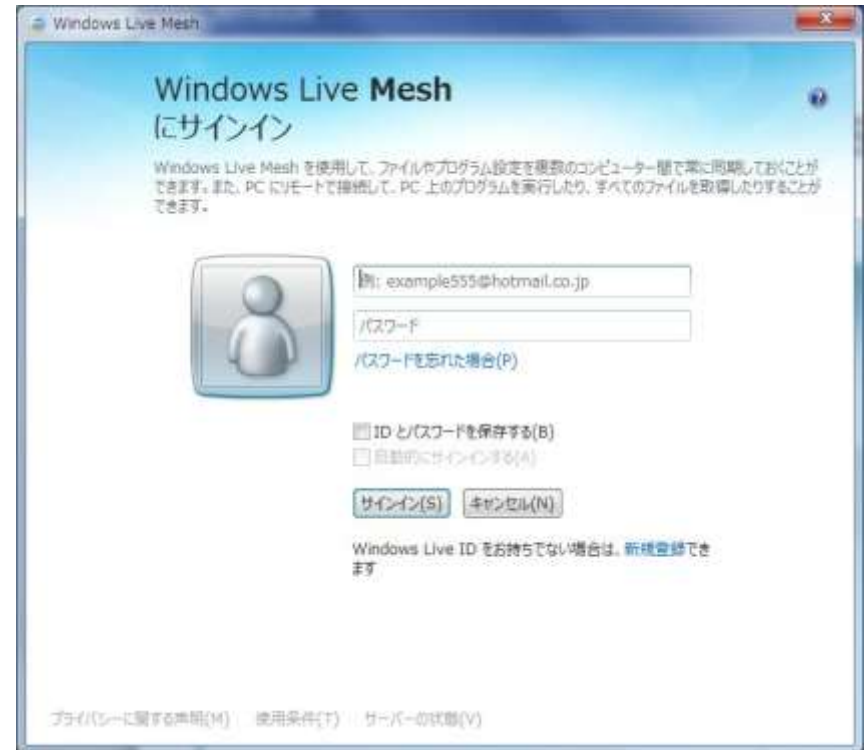 Windows Live Mesh
Windows Live Mesh
にサインイン
Windows Live Mesh を使用して、ファイルやプログラム設定を複数のコンピューター間で常に同期しておくことが
できます。また、PC にリモートで接続して、PC 上のプログラムを実行したり、すべてのファイルを取得したりすることが
できます。
例: example555@hotmail.co.jp
パスワード
パスワードを忘れた場合(P)
ID とパスワードを保存する(B)
自動的にサインインする(A)
サインイン(S) キャンセル(N)
Windows Live ID をお持ちでない場合は、新規登録でき
ます
プライバシーに関する声明(M) 使用条件(T) サーバーの状態(V)